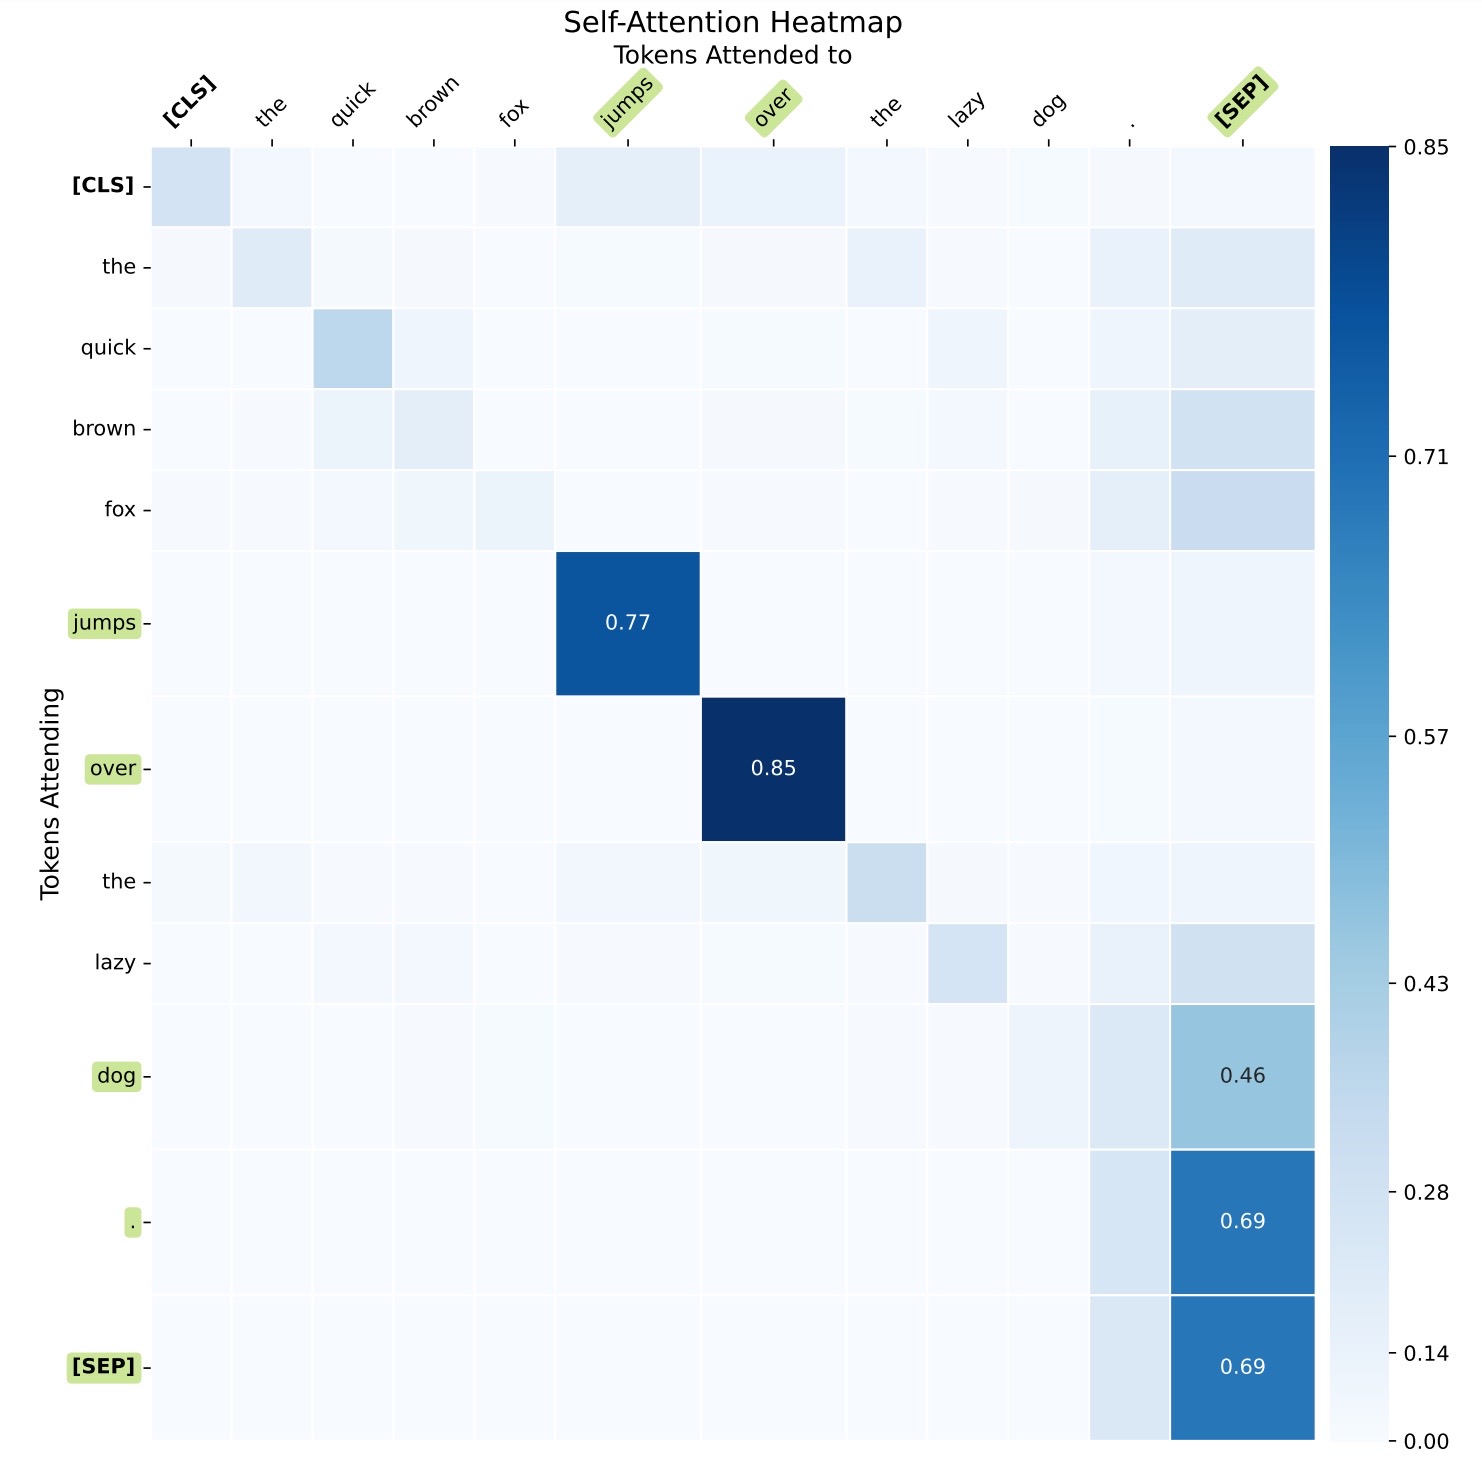 Self-Attention Heatmap
Tokens Attended to
[CLS] the quick brown fox jumps over the lazy dog . [SEP]
Tokens Attending
[CLS]
the
quick
brown
fox
jumps 0.77
over 0.85
the
lazy
dog 0.46
. 0.69
[SEP] 0.69
0.85
0.71
0.57
0.43
0.28
0.14
0.00